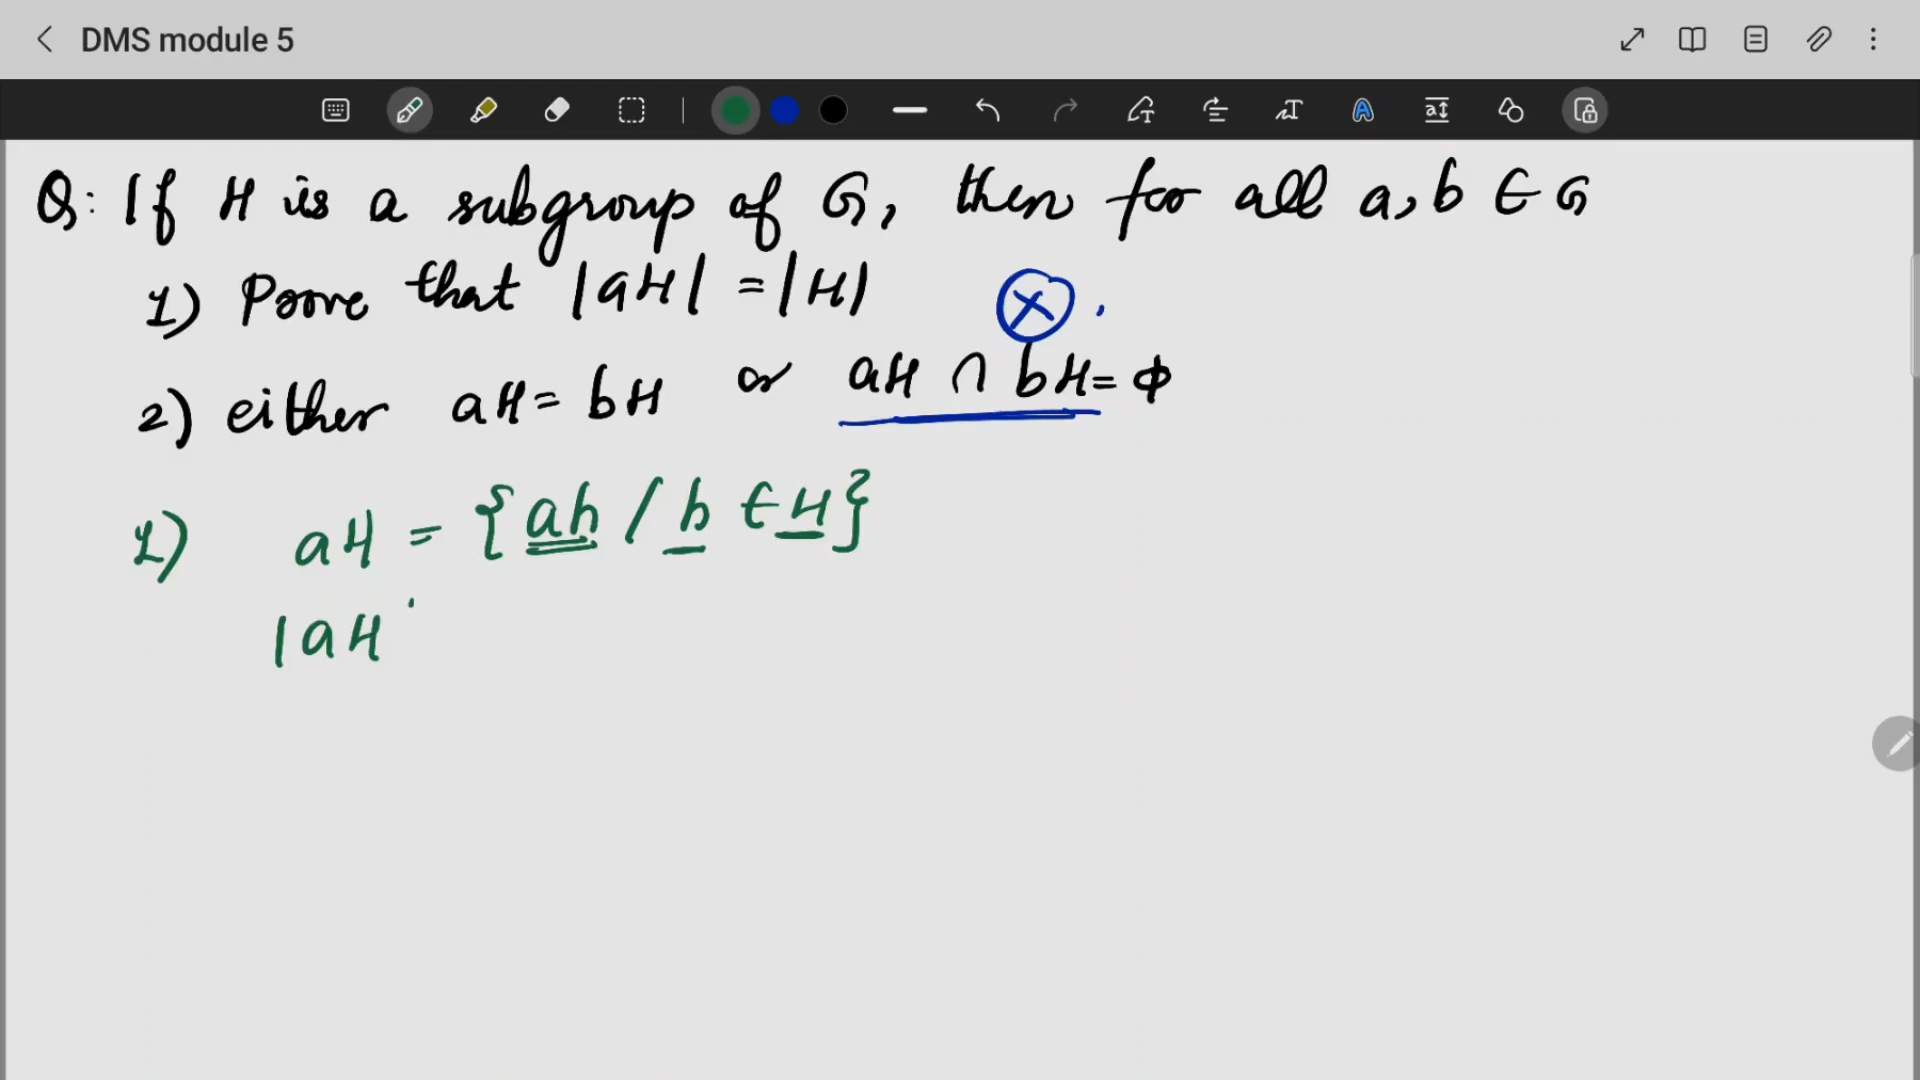 DMS module 5
Q: If H is a subgroup of G, then for all a, b ∈ G
1) Prove that |aH| = |H|
2) either aH = bH or aH ∩ bH = ϕ
1) aH = {ah / h ∈ H}
|aH